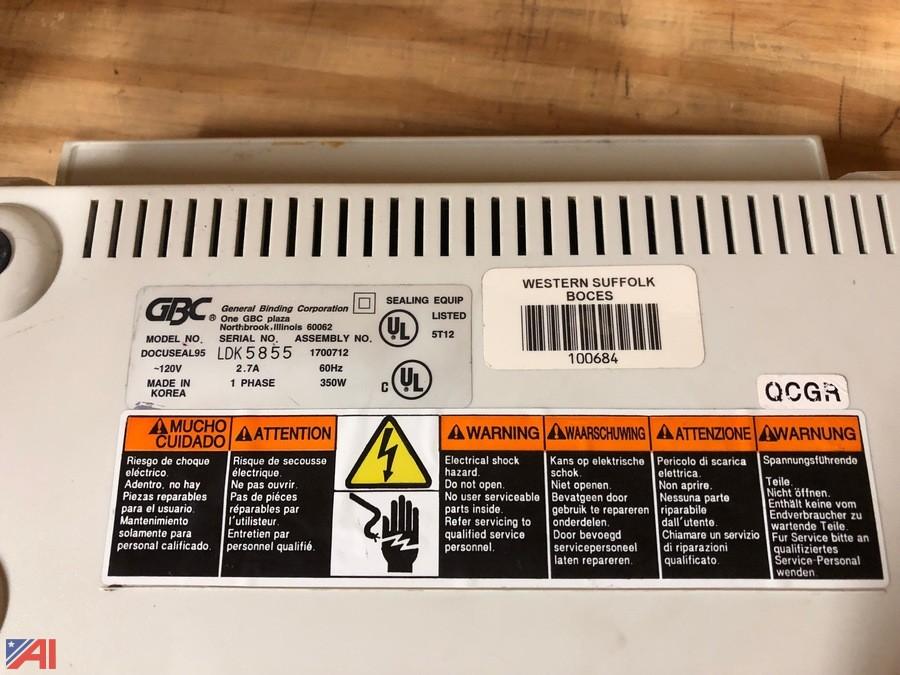 GBC® General Binding Corporation
One GBC plaza
Northbrook, Illinois 60062
MODEL NO. SERIAL NO. ASSEMBLY NO.
DOCUSEAL95 LDK5855 1700712
~120V 2.7A 60Hz
MADE IN KOREA 1 PHASE 350W
SEALING EQUIP
UL LISTED
5T12
C UL
WESTERN SUFFOLK
BOCES
100684
QCGR
MUCHO
CUIDADO
Riesgo de choque
eléctrico.
Adentro, no hay
Piezas reparables
para el usuario.
Mantenimiento
solamente para
personal calificado.
ATTENTION
Risque de secousse
électrique.
Ne pas ouvrir.
Pas de piéces
réparables par
l'utilisteur.
Entretien par
personnel qualifié.
WARNING
Electrical shock
hazard.
Do not open.
No user serviceable
parts inside.
Refer servicing to
qualified service
personnel.
WAARSCHUWING
Kans op elektrische
schok.
Niet openen.
Bevatgeen door
gebruik te repareren
onderdelen.
Door bevoegd
servicepersoneel
laten repareren.
ATTENZIONE
Pericolo di scarica
elettrica.
Non aprire.
Nessuna parte
riparabile
dall'utente.
Chiamare un servizio
di riparazioni
qualificato.
WARNUNG
Spannungsführende
Teile.
Nicht öffnen.
Enthält keine vom
Endverbraucher zu
wartende Teile.
Fur Service bitte an
qualifiziertes
Service-Personal
wenden.
AI